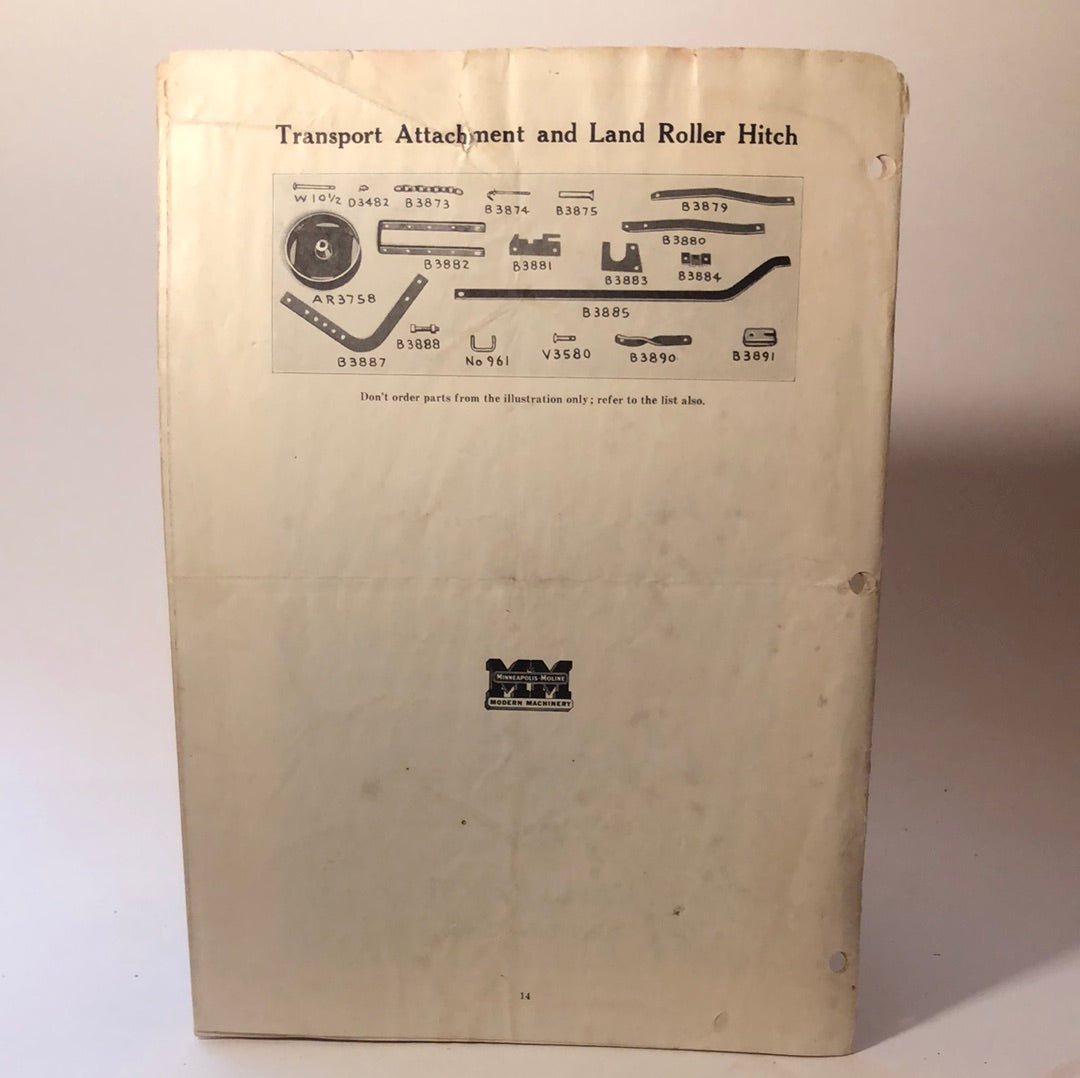 Transport Attachment and Land Roller Hitch
W10½ D3482 B3873 B3874 B3875 B3879
B3880
B3882 B3881 B3883 B3884
AR3758
B3885
B3887 B3888 No 961 V3580 B3890 B3891
Don't order parts from the illustration only; refer to the list also.
MM
MINNEAPOLIS-MOLINE
MODERN MACHINERY
14